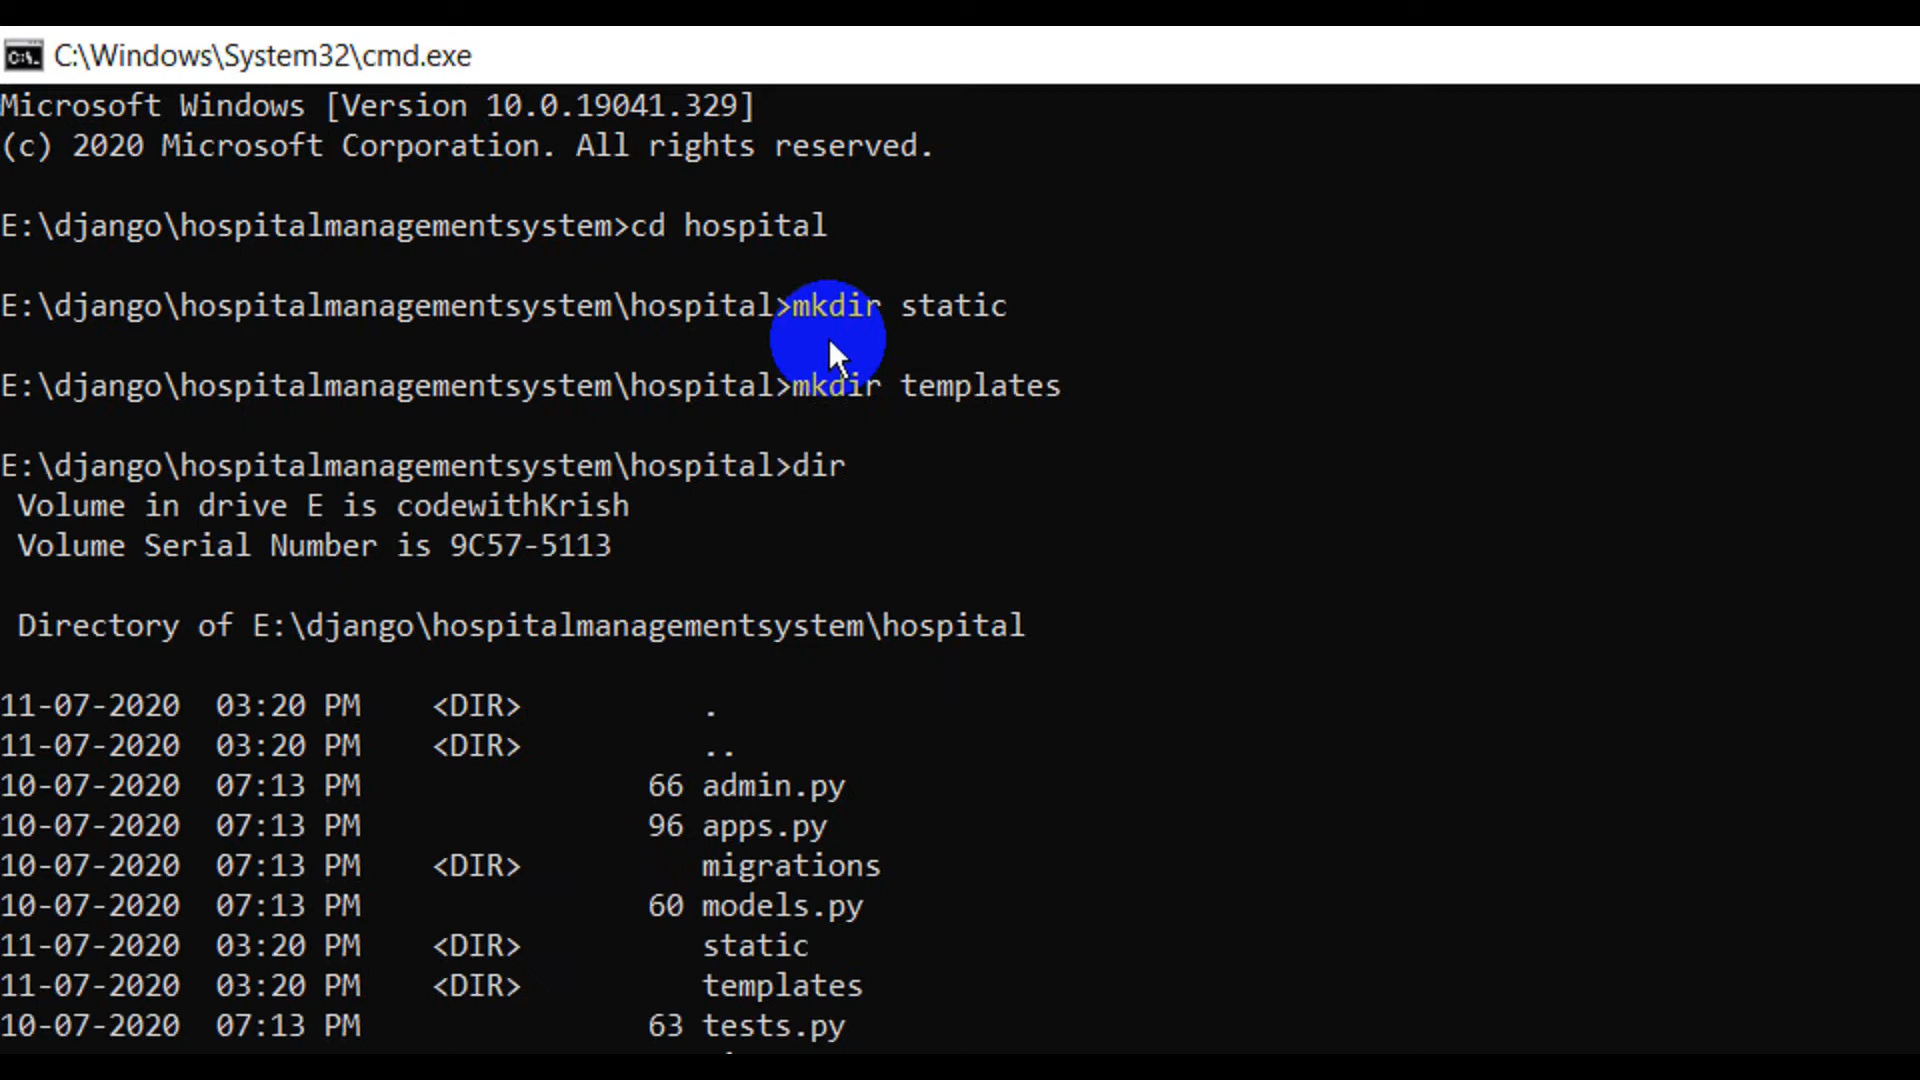 C:\Windows\System32\cmd.exe
Microsoft Windows [Version 10.0.19041.329]
(c) 2020 Microsoft Corporation. All rights reserved.
E:\django\hospitalmanagementsystem>cd hospital
E:\django\hospitalmanagementsystem\hospital>mkdir static
E:\django\hospitalmanagementsystem\hospital>mkdir templates
E:\django\hospitalmanagementsystem\hospital>dir
Volume in drive E is codewithKrish
Volume Serial Number is 9C57-5113
Directory of E:\django\hospitalmanagementsystem\hospital
11-07-2020  03:20 PM    <DIR>          .
11-07-2020  03:20 PM    <DIR>          ..
10-07-2020  07:13 PM                66 admin.py
10-07-2020  07:13 PM                96 apps.py
10-07-2020  07:13 PM    <DIR>          migrations
10-07-2020  07:13 PM                60 models.py
11-07-2020  03:20 PM    <DIR>          static
11-07-2020  03:20 PM    <DIR>          templates
10-07-2020  07:13 PM                63 tests.py